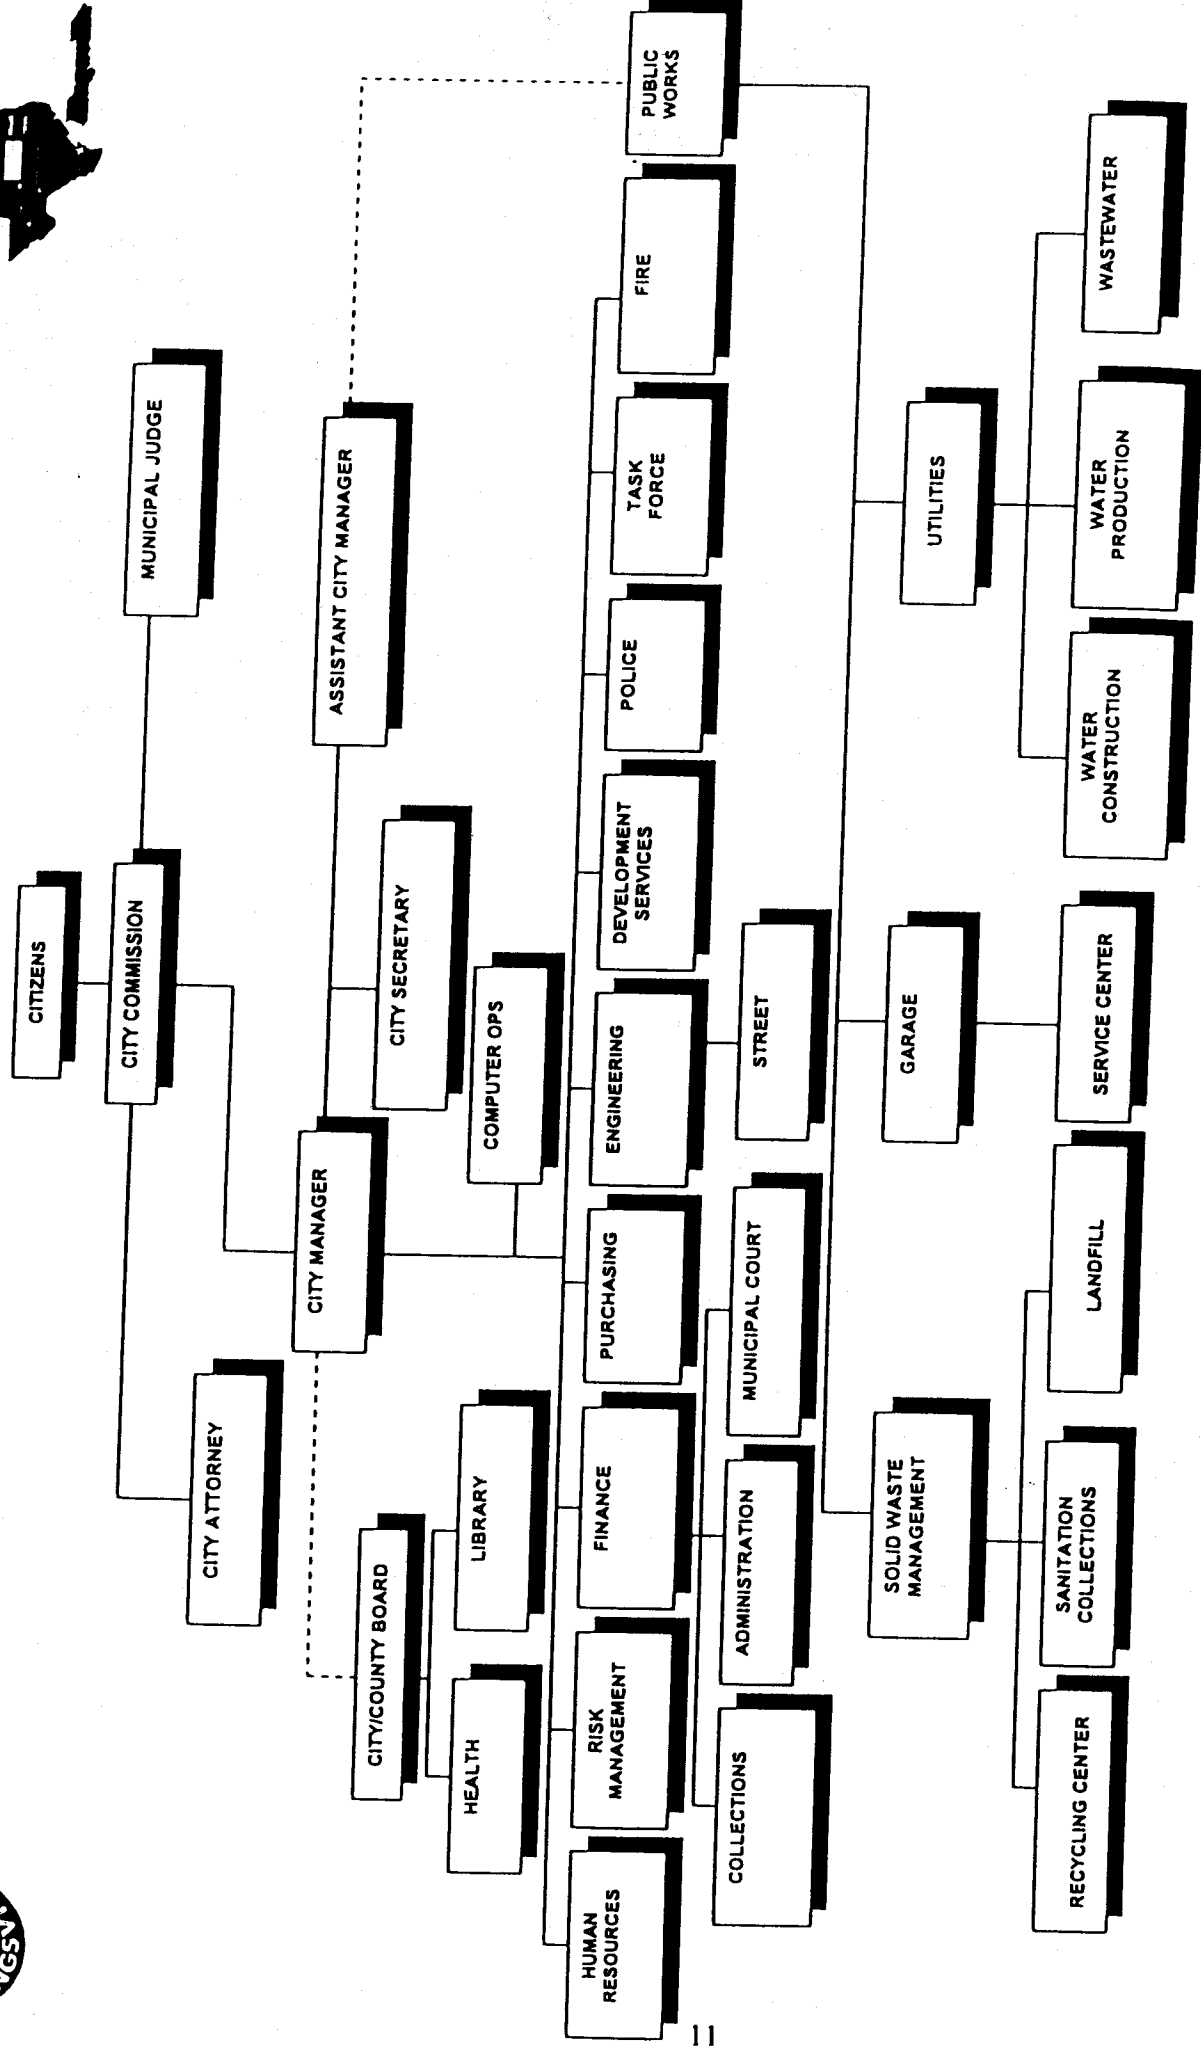 CITIZENS
CITY COMMISSION
MUNICIPAL JUDGE
CITY ATTORNEY
CITY MANAGER
ASSISTANT CITY MANAGER
CITY/COUNTY BOARD
CITY SECRETARY
HEALTH
LIBRARY
COMPUTER OPS
HUMAN
RESOURCES
RISK
MANAGEMENT
FINANCE
PURCHASING
ENGINEERING
DEVELOPMENT
SERVICES
POLICE
TASK
FORCE
FIRE
PUBLIC
WORKS
COLLECTIONS
ADMINISTRATION
MUNICIPAL COURT
STREET
SOLID WASTE
MANAGEMENT
GARAGE
UTILITIES
RECYCLING CENTER
SANITATION
COLLECTIONS
LANDFILL
SERVICE CENTER
WATER
CONSTRUCTION
WATER
PRODUCTION
WASTEWATER
11